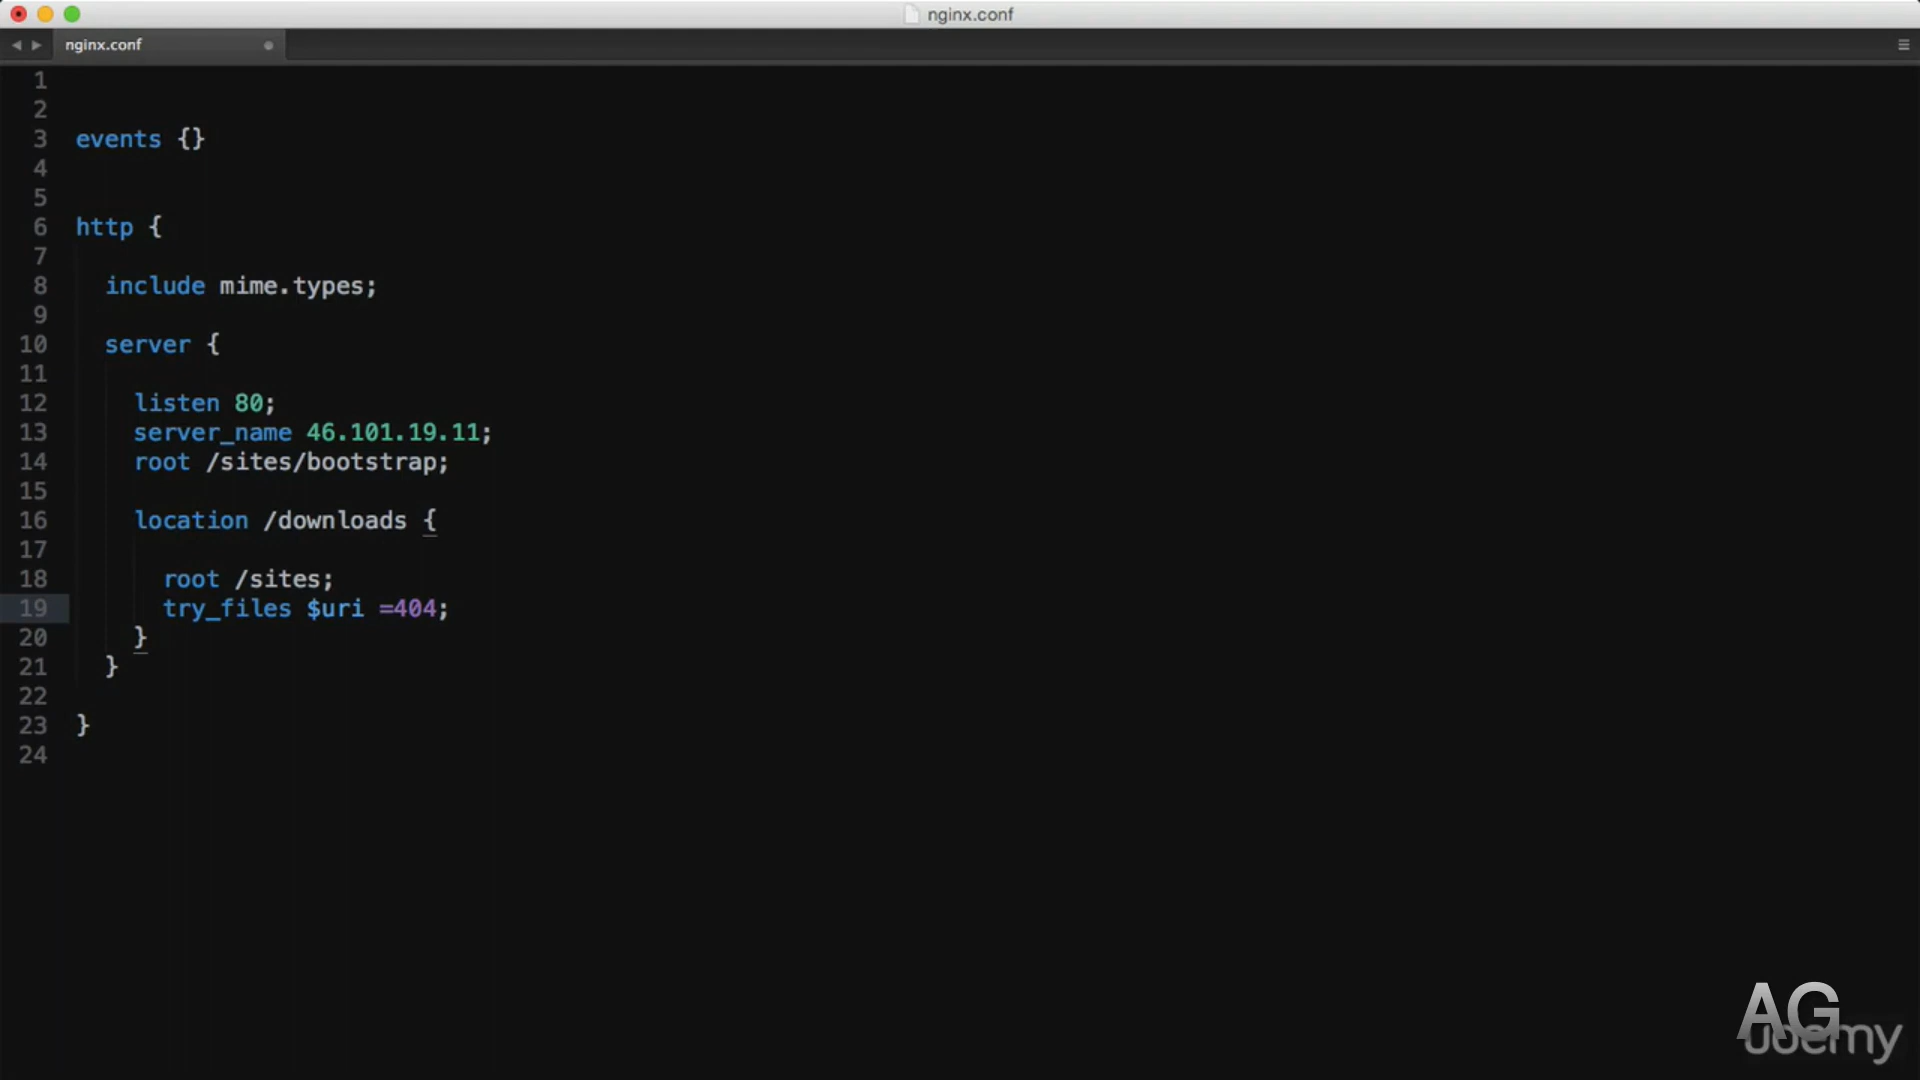 nginx.conf
nginx.conf
1
2
3 events {}
4
5
6 http {
7
8 include mime.types;
9
10 server {
11
12 listen 80;
13 server_name 46.101.19.11;
14 root /sites/bootstrap;
15
16 location /downloads {
17
18 root /sites;
19 try_files $uri =404;
20 }
21 }
22
23 }
24
AG
udemy